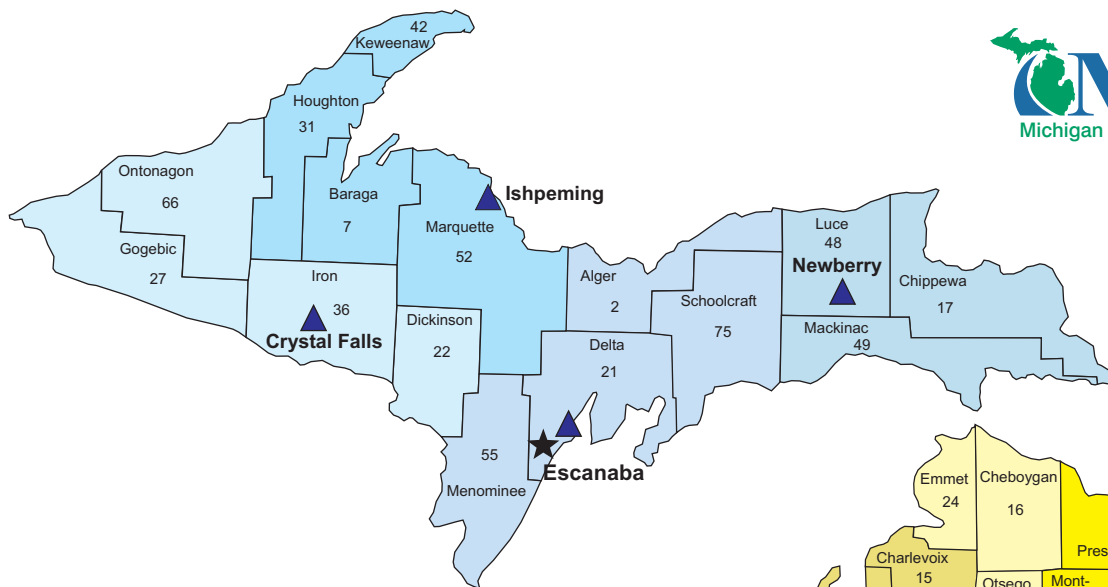 42
Keweenaw
Houghton
31
Ontonagon
66
Baraga
7
Ishpeming
Marquette
52
Gogebic
27
Iron
36
Crystal Falls
Dickinson
22
Alger
2
Schoolcraft
75
Luce
48
Newberry
Chippewa
17
Mackinac
49
Delta
21
55
Menominee
Escanaba
Michigan
Emmet
24
Cheboygan
16
Charlevoix
15
Otsego
Pres
Mont-